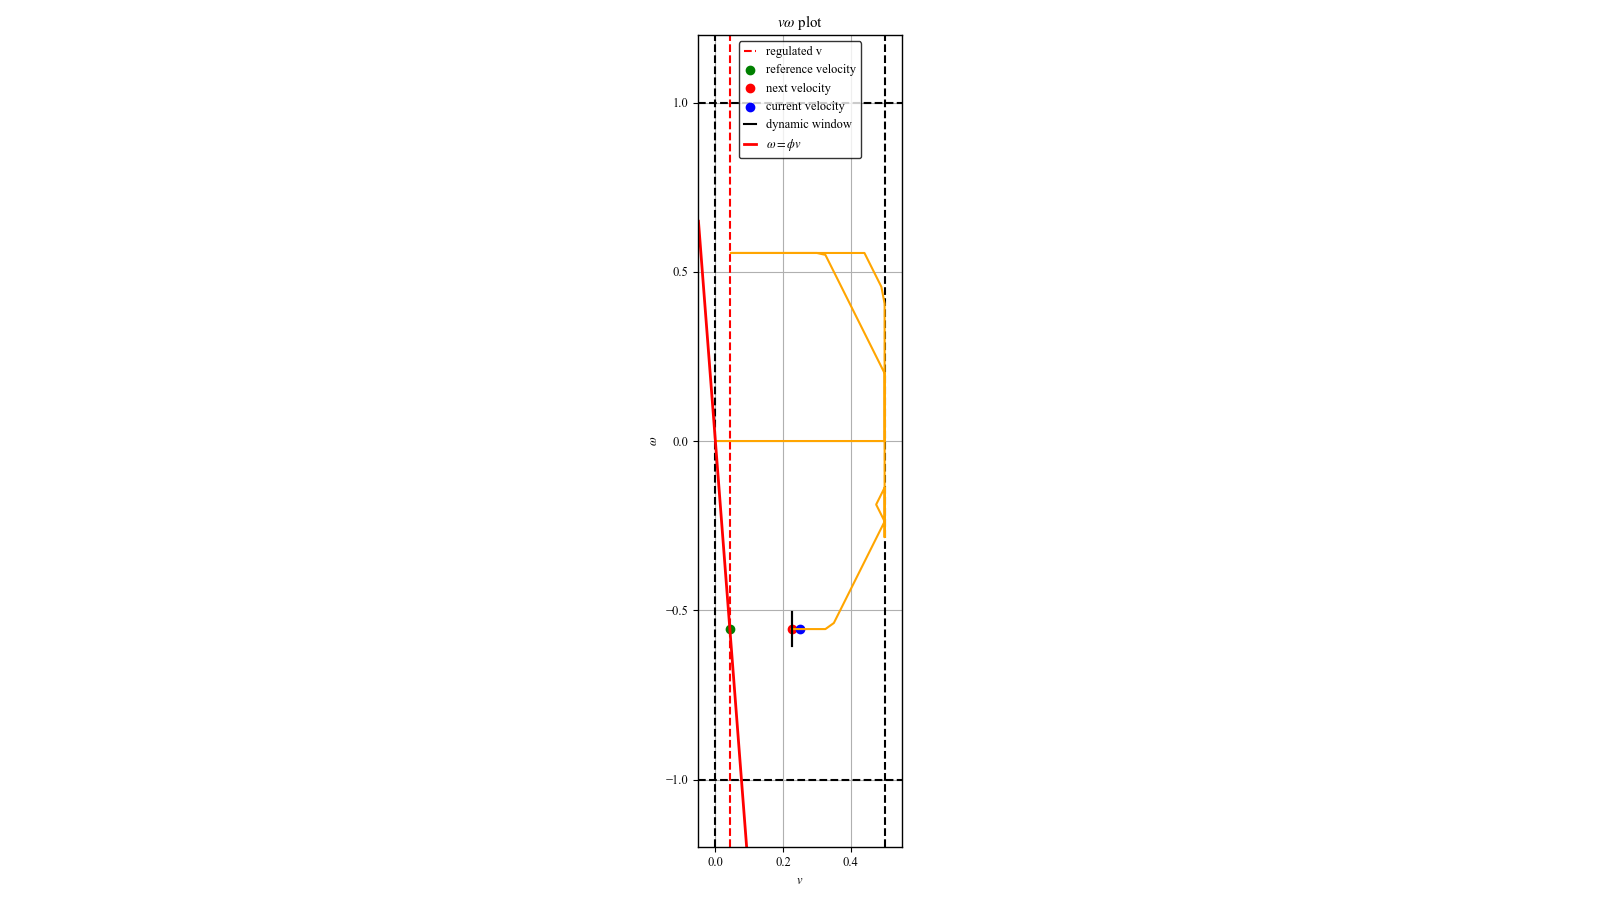 vω plot
regulated v
reference velocity
next velocity
current velocity
dynamic window
ω = ϕv
1.0
0.5
0.0
−0.5
−1.0
ω
0.0 0.2 0.4
v